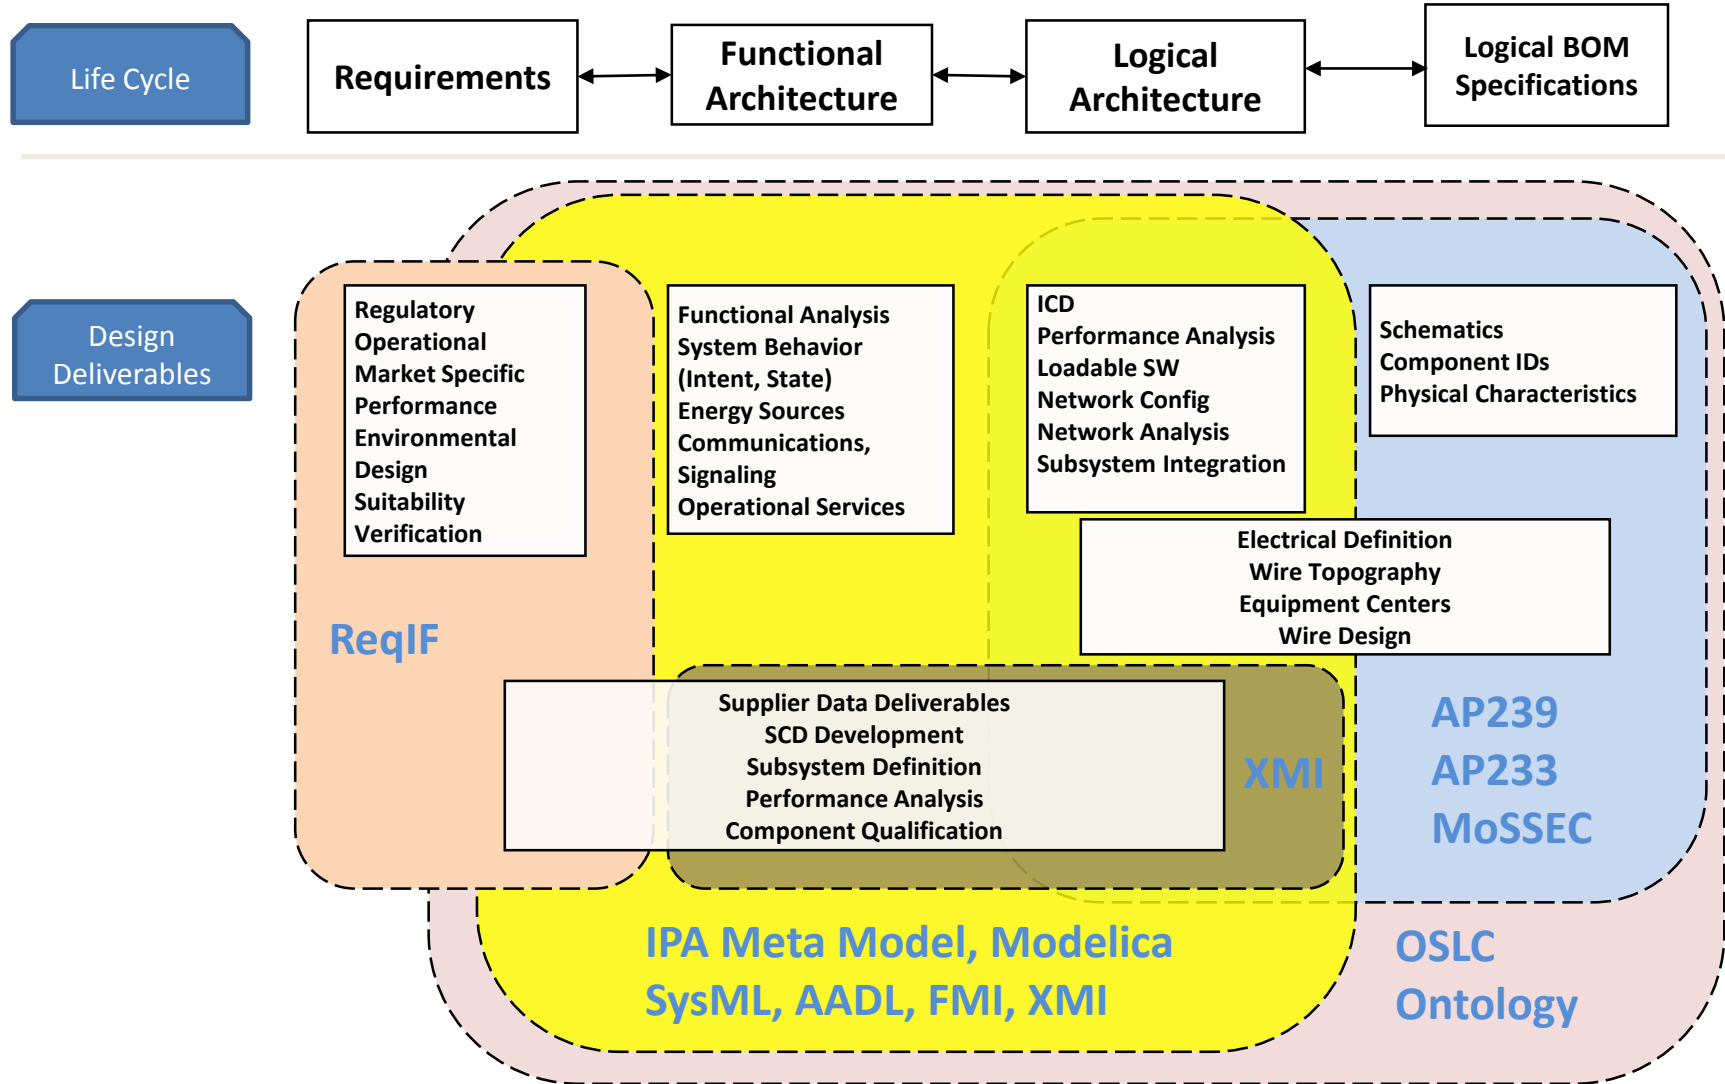 Life Cycle
Requirements
Functional
Architecture
Logical
Architecture
Logical BOM
Specifications
Design
Deliverables
Regulatory
Operational
Market Specific
Performance
Environmental
Design
Suitability
Verification
Functional Analysis
System Behavior
(Intent, State)
Energy Sources
Communications,
Signaling
Operational Services
ICD
Performance Analysis
Loadable SW
Network Config
Network Analysis
Subsystem Integration
Schematics
Component IDs
Physical Characteristics
Electrical Definition
Wire Topography
Equipment Centers
Wire Design
ReqIF
Supplier Data Deliverables
SCD Development
Subsystem Definition
Performance Analysis
Component Qualification
XMI
AP239
AP233
MoSSEC
IPA Meta Model, Modelica
SysML, AADL, FMI, XMI
OSLC
Ontology